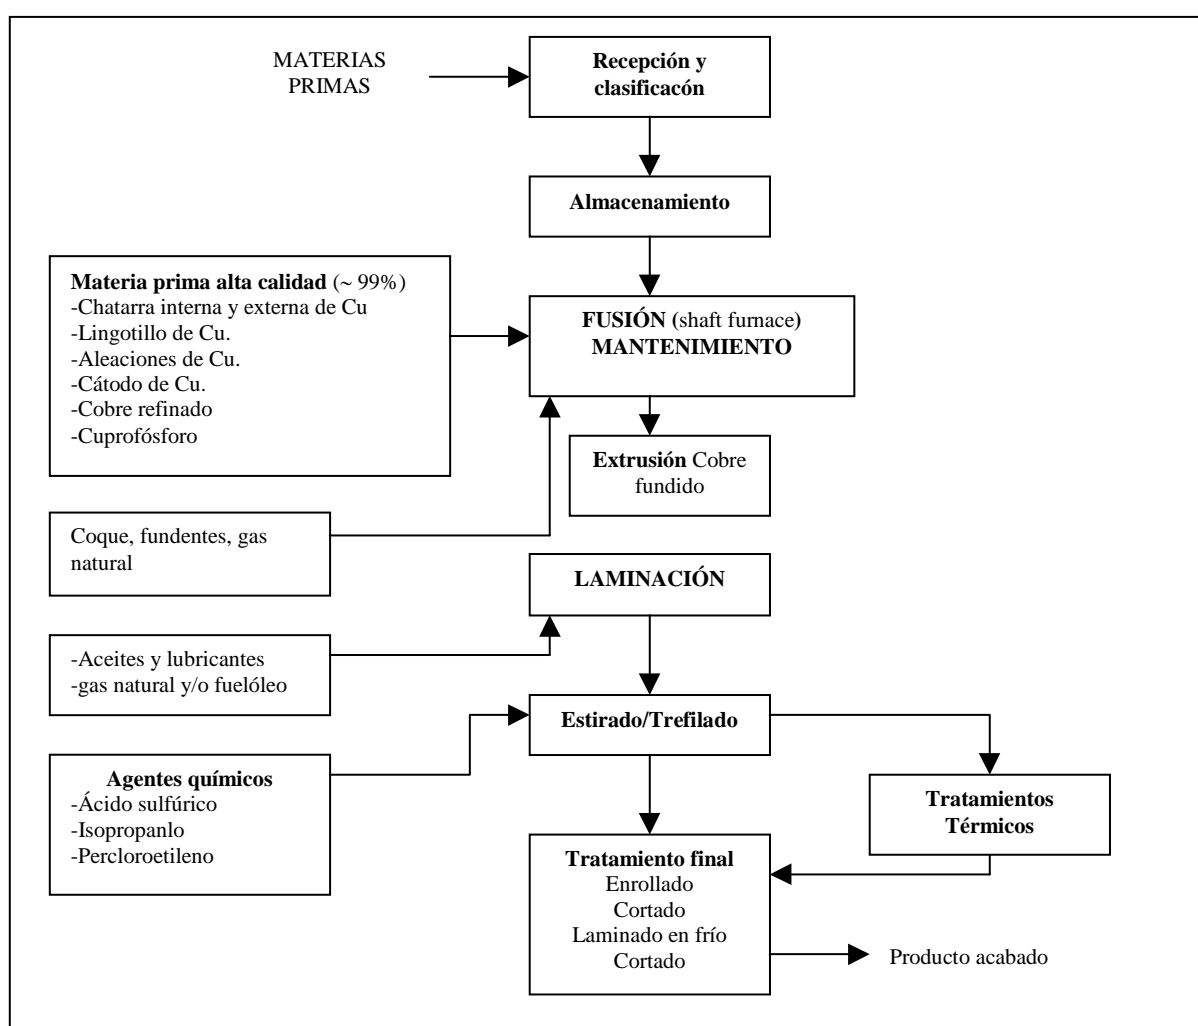 MATERIAS
PRIMAS
Recepción y
clasificacón
Almacenamiento
Materia prima alta calidad (~ 99%)
-Chatarra interna y externa de Cu
-Lingotillo de Cu.
-Aleaciones de Cu.
-Cátodo de Cu.
-Cobre refinado
-Cuprofósforo
FUSIÓN (shaft furnace)
MANTENIMIENTO
Extrusión Cobre
fundido
Coque, fundentes, gas
natural
LAMINACIÓN
-Aceites y lubricantes
-gas natural y/o fuelóleo
Estirado/Trefilado
Agentes químicos
-Ácido sulfúrico
-Isopropanlo
-Percloroetileno
Tratamientos
Térmicos
Tratamiento final
Enrollado
Cortado
Laminado en frío
Cortado
Producto acabado